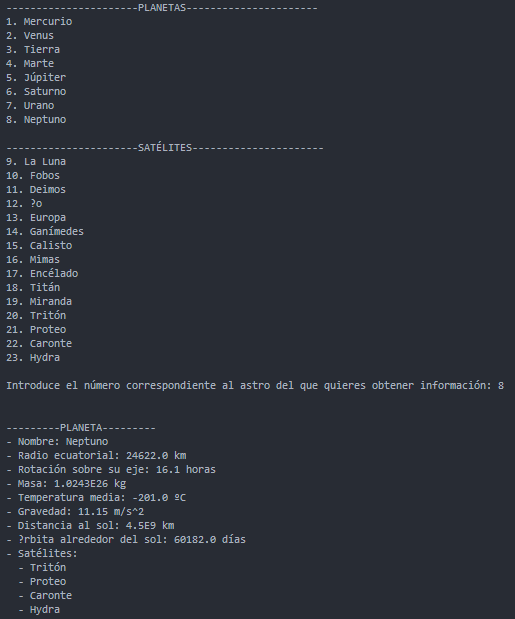 ----------------------PLANETAS----------------------
1. Mercurio
2. Venus
3. Tierra
4. Marte
5. Júpiter
6. Saturno
7. Urano
8. Neptuno
----------------------SATÉLITES----------------------
9. La Luna
10. Fobos
11. Deimos
12. ?o
13. Europa
14. Ganímedes
15. Calisto
16. Mimas
17. Encélado
18. Titán
19. Miranda
20. Tritón
21. Proteo
22. Caronte
23. Hydra
Introduce el número correspondiente al astro del que quieres obtener información: 8
---------PLANETA---------
- Nombre: Neptuno
- Radio ecuatorial: 24622.0 km
- Rotación sobre su eje: 16.1 horas
- Masa: 1.0243E26 kg
- Temperatura media: -201.0 ºC
- Gravedad: 11.15 m/s^2
- Distancia al sol: 4.5E9 km
- ?rbita alrededor del sol: 60182.0 días
- Satélites:
  - Tritón
  - Proteo
  - Caronte
  - Hydra